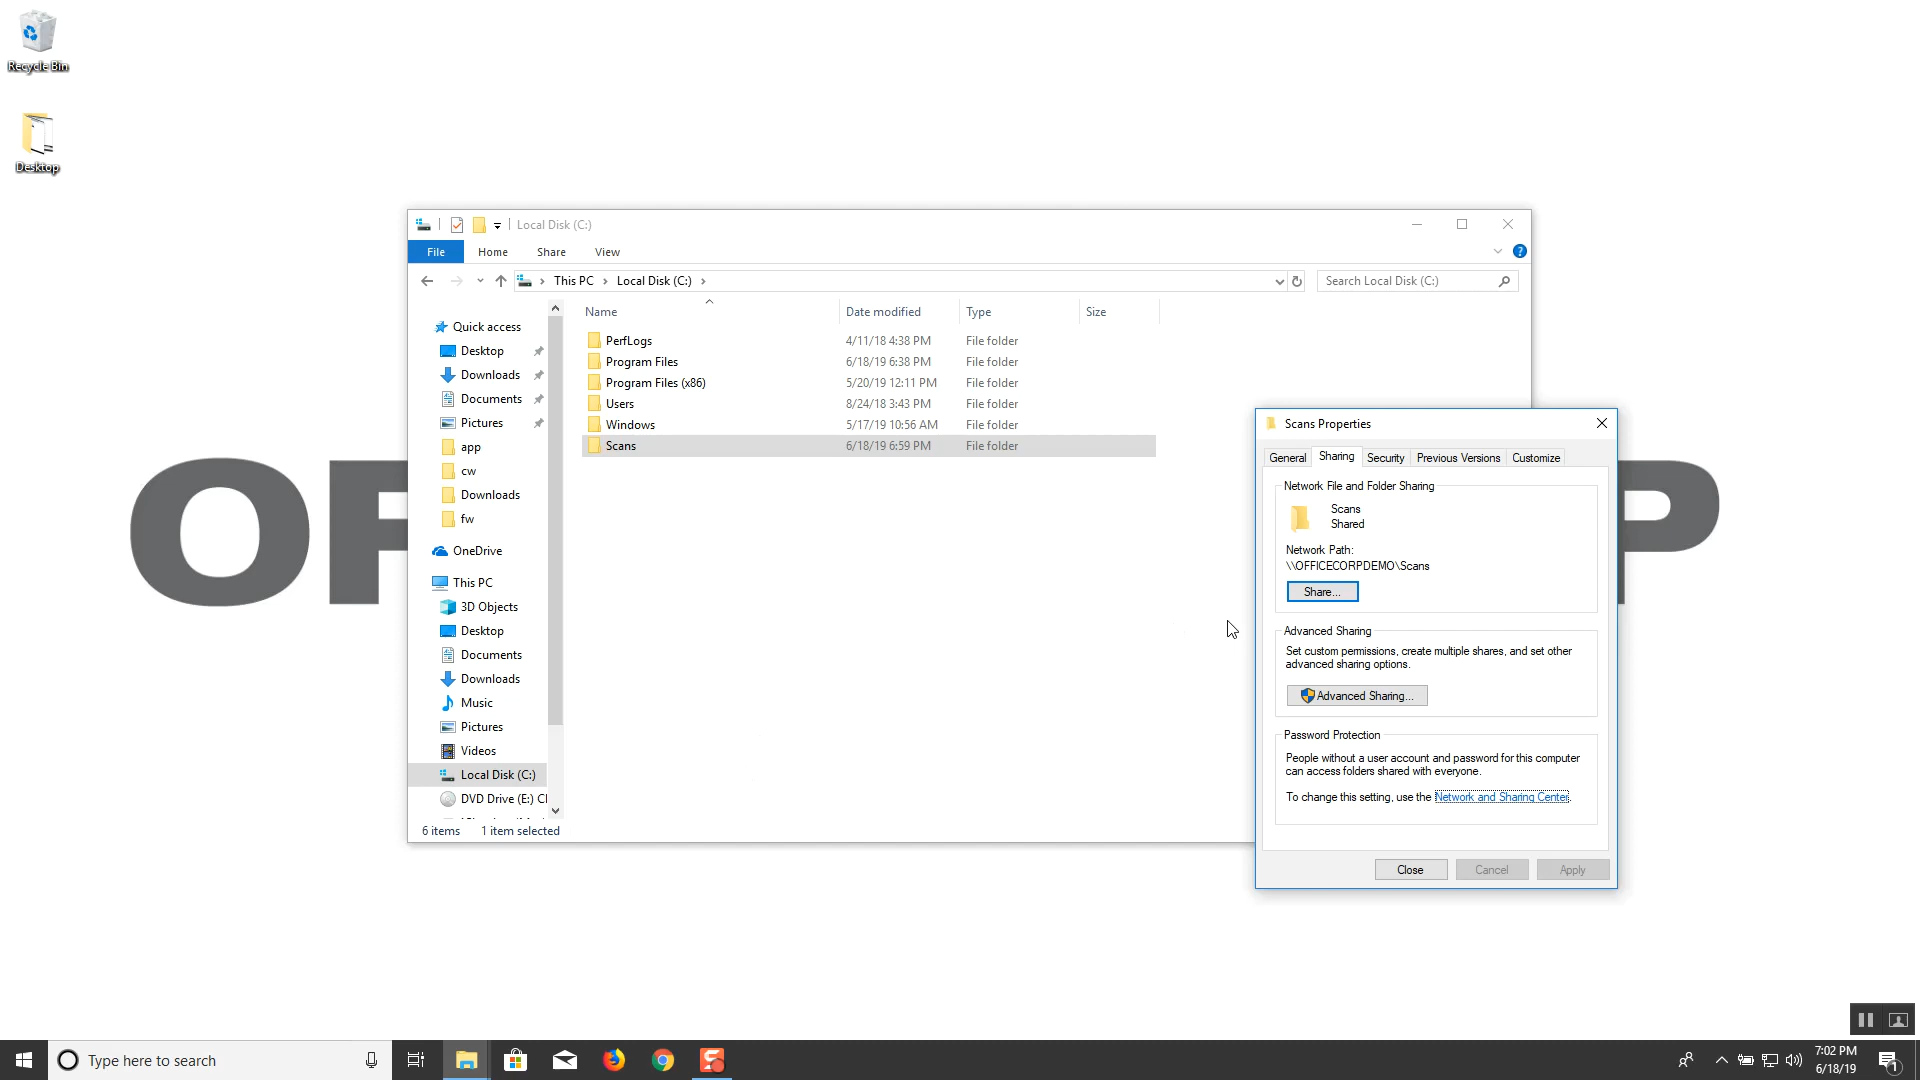 Recycle Bin
Desktop
Local Disk (C:)
File Home Share View
This PC Local Disk (C:)
Search Local Disk (C:)
Quick access
Desktop
Downloads
Documents
Pictures
app
cw
Downloads
fw
OneDrive
This PC
3D Objects
Desktop
Documents
Downloads
Music
Pictures
Videos
Local Disk (C:)
DVD Drive (E:) C
Name Date modified Type Size
PerfLogs 4/11/18 4:38 PM File folder
Program Files 6/18/19 6:38 PM File folder
Program Files (x86) 5/20/19 12:11 PM File folder
Users 8/24/18 3:43 PM File folder
Windows 5/17/19 10:56 AM File folder
Scans 6/18/19 6:59 PM File folder
6 items 1 item selected
Scans Properties
General Sharing Security Previous Versions Customize
Network File and Folder Sharing
Scans
Shared
Network Path:
\\OFFICECORPDEMO\Scans
Share...
Advanced Sharing
Set custom permissions, create multiple shares, and set other
advanced sharing options.
Advanced Sharing...
Password Protection
People without a user account and password for this computer
can access folders shared with everyone.
To change this setting, use the Network and Sharing Center.
Close Cancel Apply
O P
Type here to search
7:02 PM
6/18/19
1